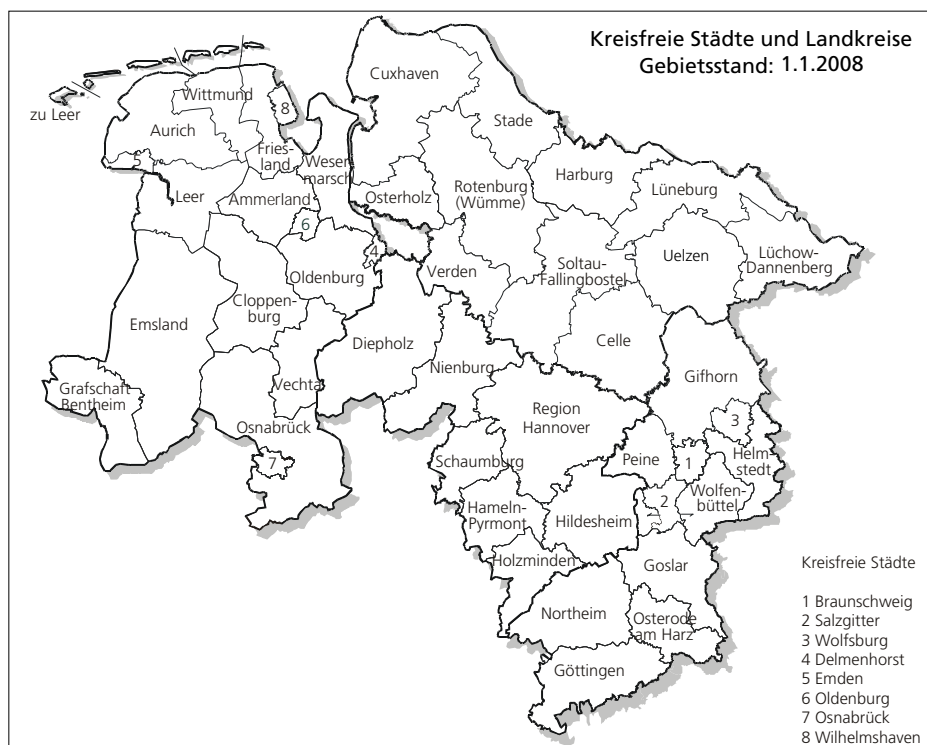 Kreisfreie Städte und Landkreise
Gebietsstand: 1.1.2008
zu Leer
Wittmund
Aurich
8
Fries-
land
Weser-
marsch
5
Leer
Ammerland
6
Oldenburg
4
Cuxhaven
Stade
Osterholz
Rotenburg
(Wümme)
Harburg
Lüneburg
Verden
Soltau-
Fallingbostel
Uelzen
Lüchow-
Dannenberg
Emsland
Cloppen-
burg
Diepholz
Celle
Grafschaft
Bentheim
Vechta
Nienburg
Gifhorn
Osnabrück
7
Region
Hannover
3
Schaumburg
Peine
1
Helm-
stedt
2
Wolfen-
büttel
Hameln-
Pyrmont
Hildesheim
Holzminden
Goslar
Northeim
Osterode
am Harz
Göttingen
Kreisfreie Städte
1 Braunschweig
2 Salzgitter
3 Wolfsburg
4 Delmenhorst
5 Emden
6 Oldenburg
7 Osnabrück
8 Wilhelmshaven